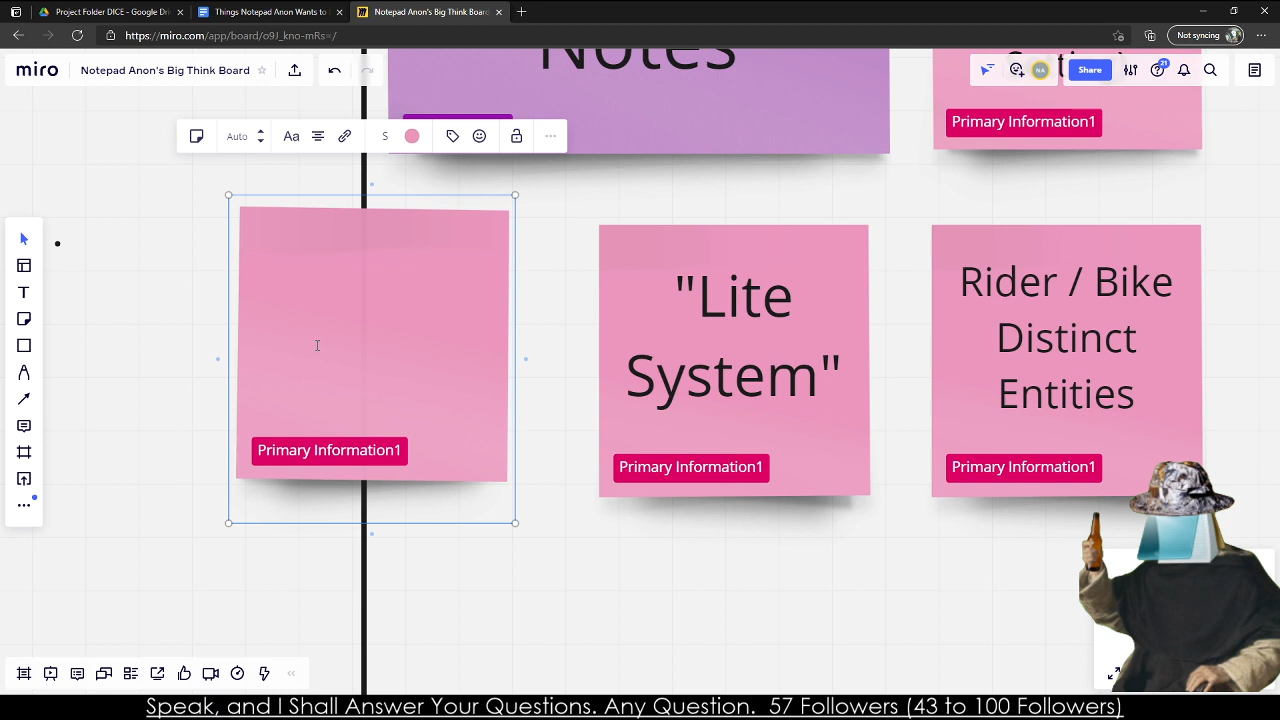 Project Folder DICE - Google Dri
Things Notepad Anon Wants to
Notepad Anon's Big Think Board
https://miro.com/app/board/o9J_kno-mRs=/
Not syncing
miro
Notepad Anon's Big Think Board
NA
Share
21
Notes
Primary Information1
Auto
Aa
S
Primary Information1
"Lite
System"
Primary Information1
Rider / Bike
Distinct
Entities
Primary Information1
T
Speak, and I Shall Answer Your Questions. Any Question. 57 Followers (43 to 100 Followers)